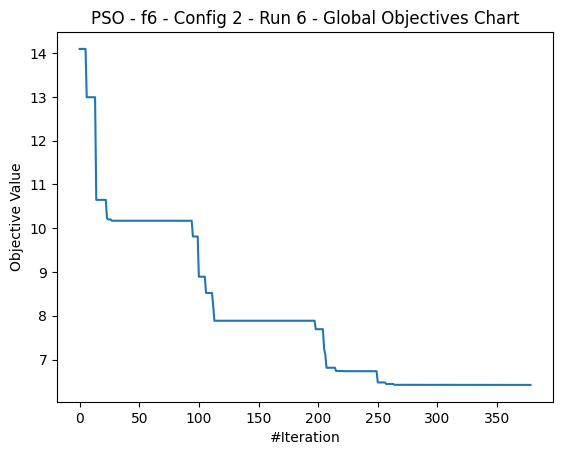 PSO - f6 - Config 2 - Run 6 - Global Objectives Chart
14
13
12
11
10
9
8
7
Objective Value
0 50 100 150 200 250 300 350
#Iteration